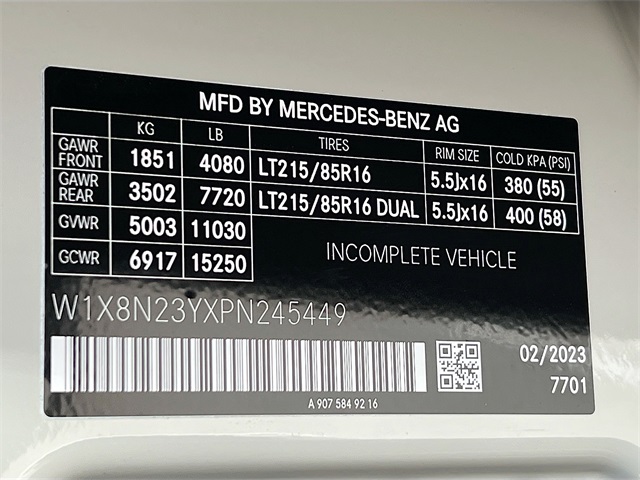 MFD BY MERCEDES-BENZ AG
KG LB TIRES RIM SIZE COLD KPA (PSI)
GAWR FRONT 1851 4080 LT215/85R16 5.5Jx16 380 (55)
GAWR REAR 3502 7720 LT215/85R16 DUAL 5.5Jx16 400 (58)
GVWR 5003 11030
GCWR 6917 15250
INCOMPLETE VEHICLE
W1X8N23YXPN245449
02/2023
7701
A 907 584 92 16